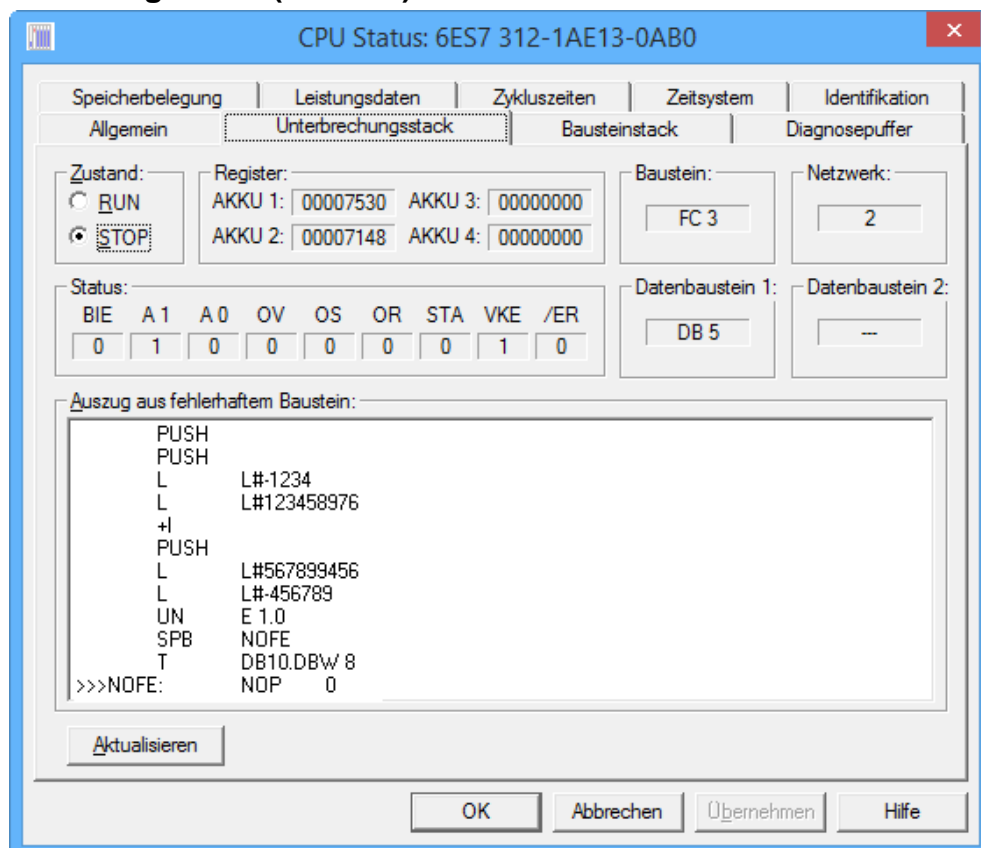 CPU Status: 6ES7 312-1AE13-0AB0
Speicherbelegung Leistungsdaten Zykluszeiten Zeitsystem Identifikation
Allgemein Unterbrechungsstack Bausteinstack Diagnosepuffer
Zustand: Register: Baustein: Netzwerk:
RUN AKKU 1: 00007530 AKKU 3: 00000000
FC 3 2
STOP AKKU 2: 00007148 AKKU 4: 00000000
Status: Datenbaustein 1: Datenbaustein 2:
BIE A 1 A 0 OV OS OR STA VKE /ER
DB 5 ---
0 1 0 0 0 0 0 1 0
Auszug aus fehlerhaftem Baustein:
PUSH
PUSH
L L#-1234
L L#123458976
+I
PUSH
L L#567899456
L L#-456789
UN E 1.0
SPB NOFE
T DB10.DBW 8
>>>NOFE: NOP 0
Aktualisieren
OK Abbrechen Übernehmen Hilfe